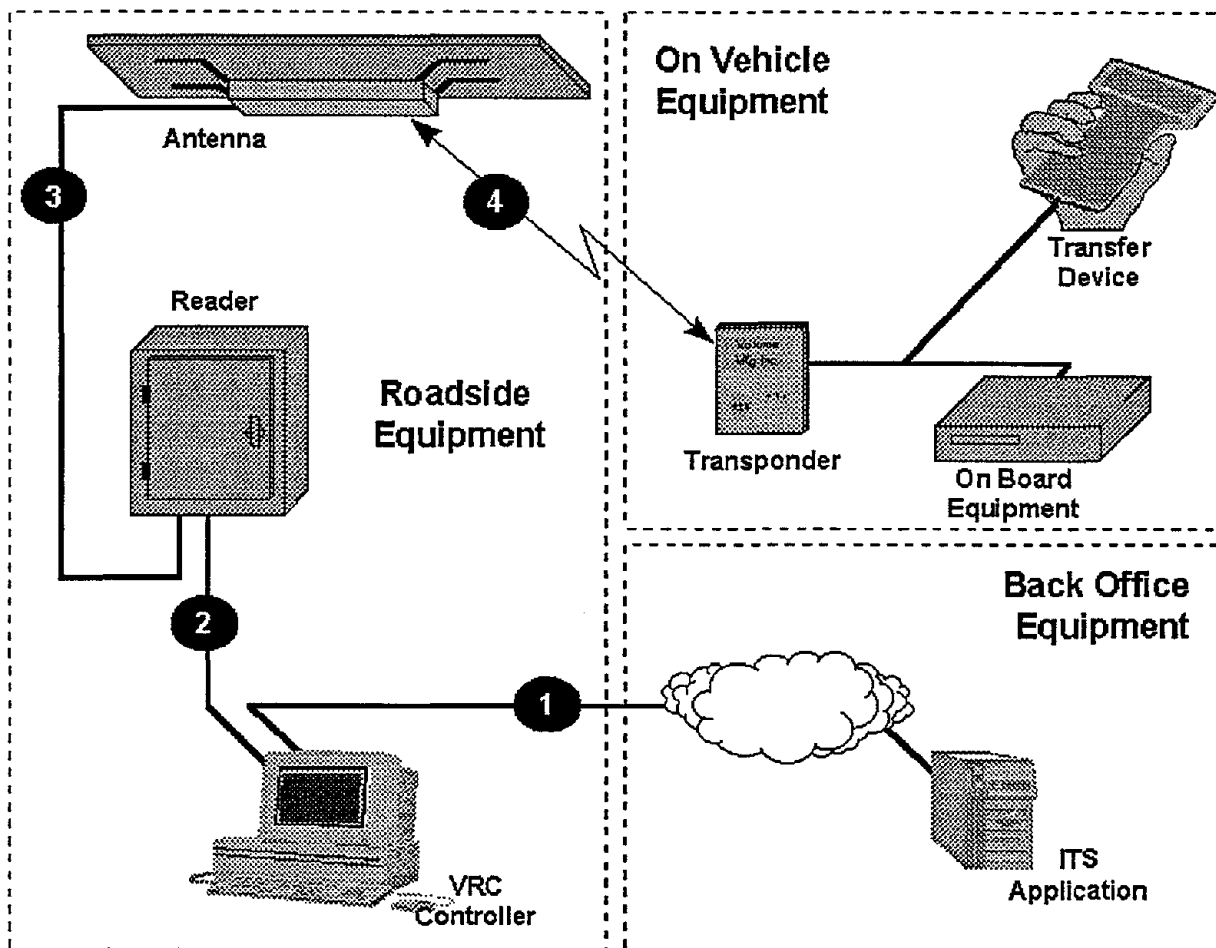 Antenna
3
4
Reader
Roadside
Equipment
2
1
VRC
Controller
On Vehicle
Equipment
Transfer
Device
Transponder
On Board
Equipment
Back Office
Equipment
ITS
Application